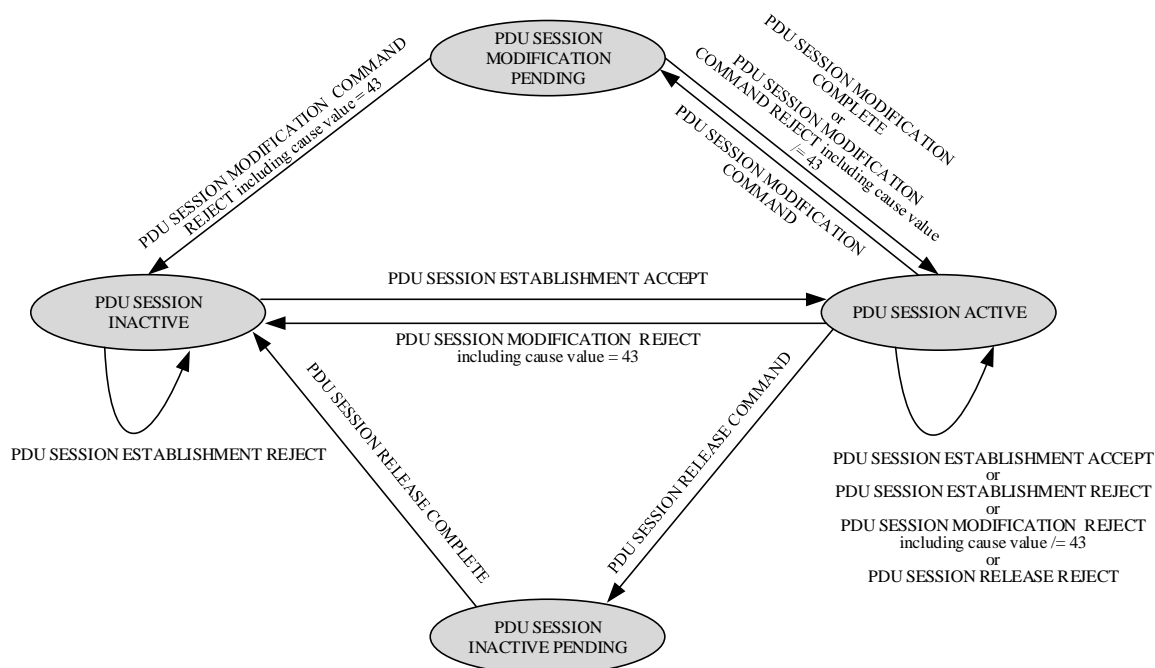 PDU SESSION
MODIFICATION
PENDING
PDU SESSION MODIFICATION COMMAND
REJECT including cause value = 43
PDU SESSION MODIFICATION
COMPLETE
or
PDU SESSION MODIFICATION
COMMAND REJECT including cause value
/= 43
PDU SESSION MODIFICATION
COMMAND
PDU SESSION
INACTIVE
PDU SESSION ESTABLISHMENT ACCEPT
PDU SESSION ACTIVE
PDU SESSION MODIFICATION REJECT
including cause value = 43
PDU SESSION ESTABLISHMENT REJECT
PDU SESSION RELEASE COMPLETE
PDU SESSION RELEASE COMMAND
PDU SESSION ESTABLISHMENT ACCEPT
or
PDU SESSION ESTABLISHMENT REJECT
or
PDU SESSION MODIFICATION REJECT
including cause value /= 43
or
PDU SESSION RELEASE REJECT
PDU SESSION
INACTIVE PENDING